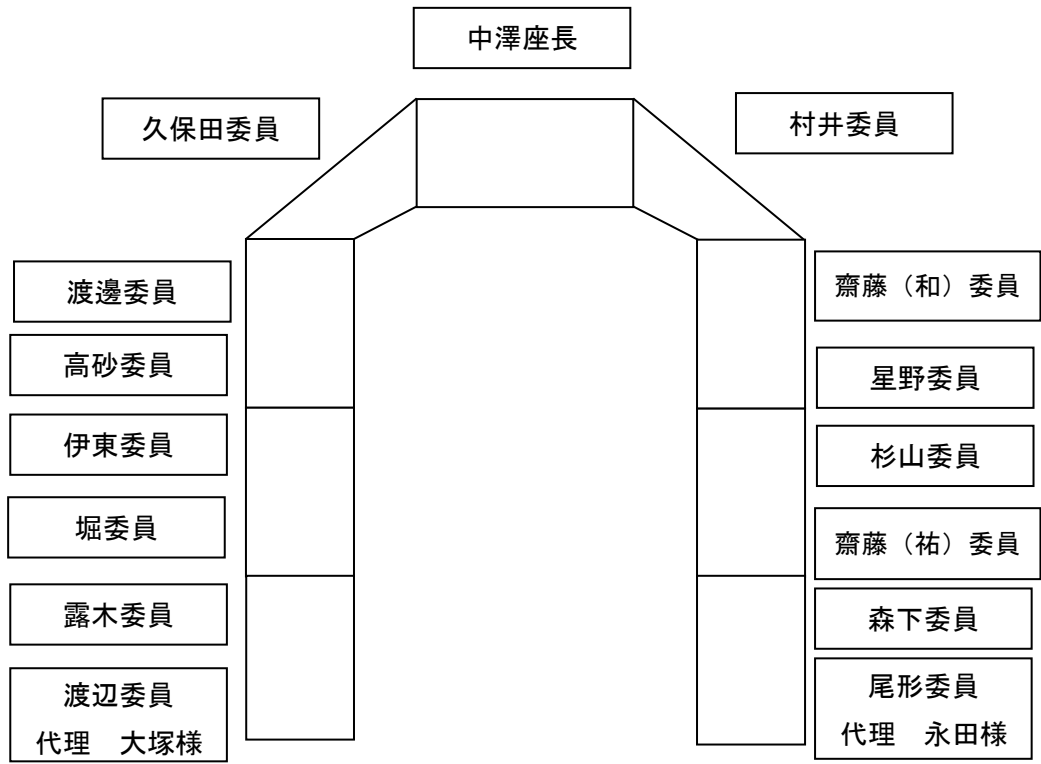 中澤座長
久保田委員
村井委員
渡邊委員
高砂委員
伊東委員
堀委員
露木委員
渡辺委員
代理　大塚様
齋藤（和）委員
星野委員
杉山委員
齋藤（祐）委員
森下委員
尾形委員
代理　永田様